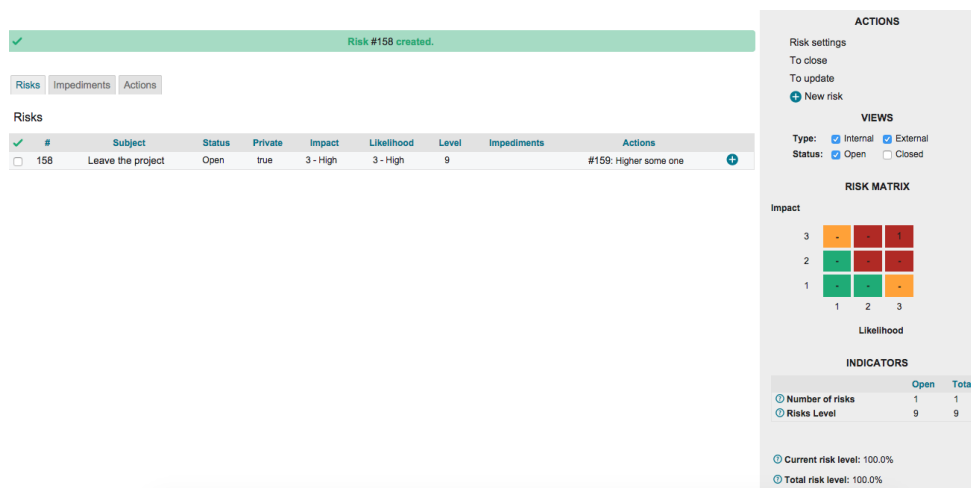 Risk #158 created.
Risks Impediments Actions
Risks
# Subject Status Private Impact Likelihood Level Impediments Actions
158 Leave the project Open true 3 - High 3 - High 9 #159: Higher some one
ACTIONS
Risk settings
To close
To update
New risk
VIEWS
Type: Internal External
Status: Open Closed
RISK MATRIX
Impact
3 - - 1
2 - - -
1 - - -
1 2 3
Likelihood
INDICATORS
Open Tota
Number of risks 1 1
Risks Level 9 9
Current risk level: 100.0%
Total risk level: 100.0%